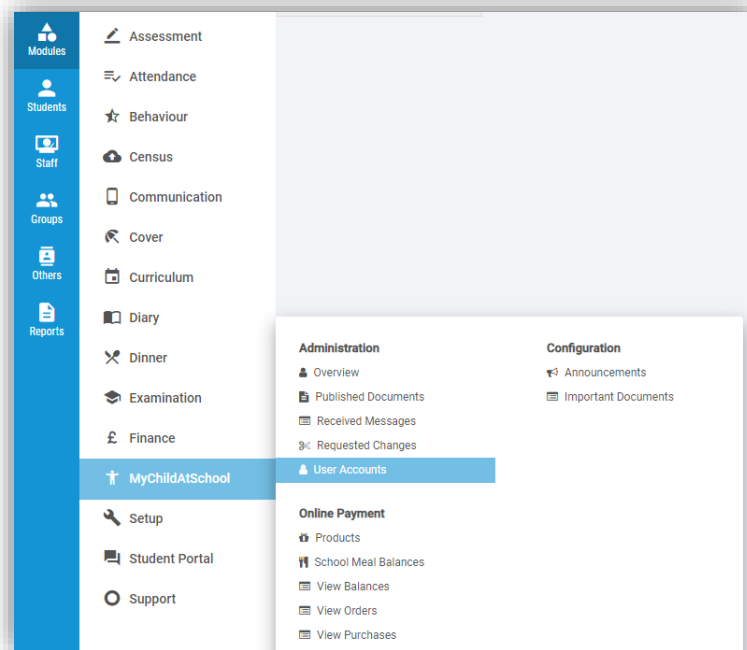 Modules
Students
Staff
Groups
Others
Reports
Assessment
Attendance
Behaviour
Census
Communication
Cover
Curriculum
Diary
Dinner
Examination
£ Finance
MyChildAtSchool
Setup
Student Portal
Support
Administration
Overview
Published Documents
Received Messages
Requested Changes
User Accounts
Online Payment
Products
School Meal Balances
View Balances
View Orders
View Purchases
Configuration
Announcements
Important Documents